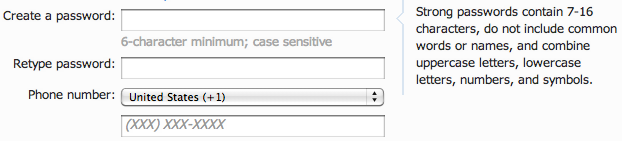 Create a password:
6-character minimum; case sensitive
Retype password:
Phone number: United States (+1)
(XXX) XXX-XXXX
Strong passwords contain 7-16
characters, do not include common
words or names, and combine
uppercase letters, lowercase
letters, numbers, and symbols.